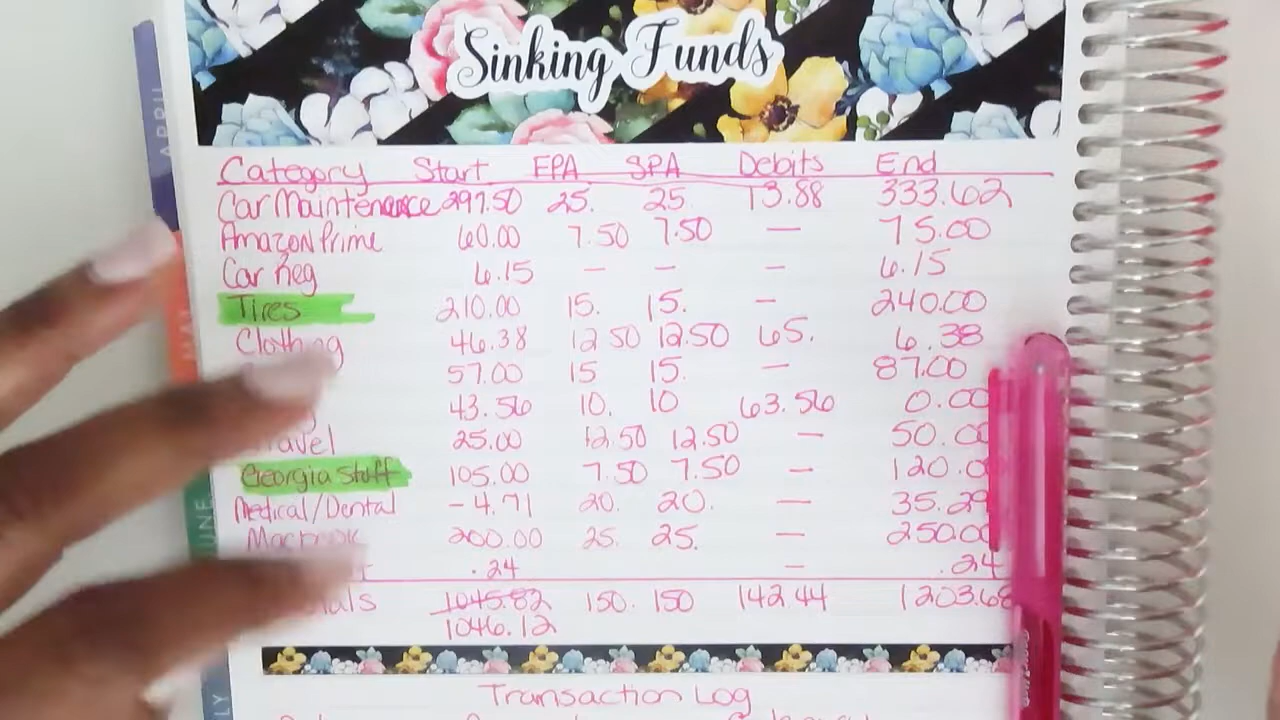 Sinking Funds
APRIL
Category Start EPA SPA Debits End
Car Maintenance 297.50 25. 25. 13.88 333.62
Amazon Prime 60.00 7.50 7.50 — 75.00
Car Reg 6.15 — — — 6.15
Tires 210.00 15. 15. — 240.00
Clothing 46.38 12.50 12.50 65. 6.38
57.00 15 15. — 87.00
43.56 10. 10 63.56 0.00
Travel 25.00 12.50 12.50 — 50.00
Georgia Stuff 105.00 7.50 7.50 — 120.0
Medical/Dental -4.71 20. 20. — 35.29
Macbook 200.00 25. 25. — 250.00
.24 — .24
1045.82 150. 150 142.44 1203.68
1046.12
JUNE
Transaction Log